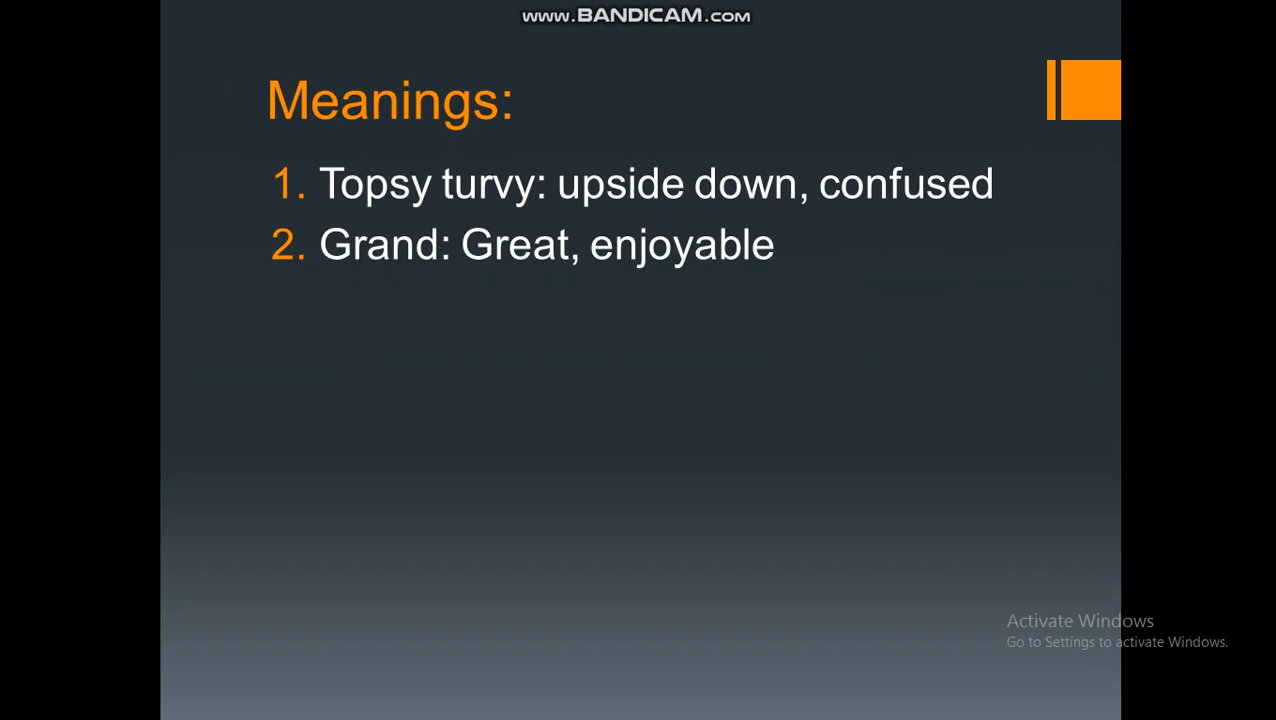 www.BANDICAM.com
Meanings:
1. Topsy turvy: upside down, confused
2. Grand: Great, enjoyable
Activate Windows
Go to Settings to activate Windows.